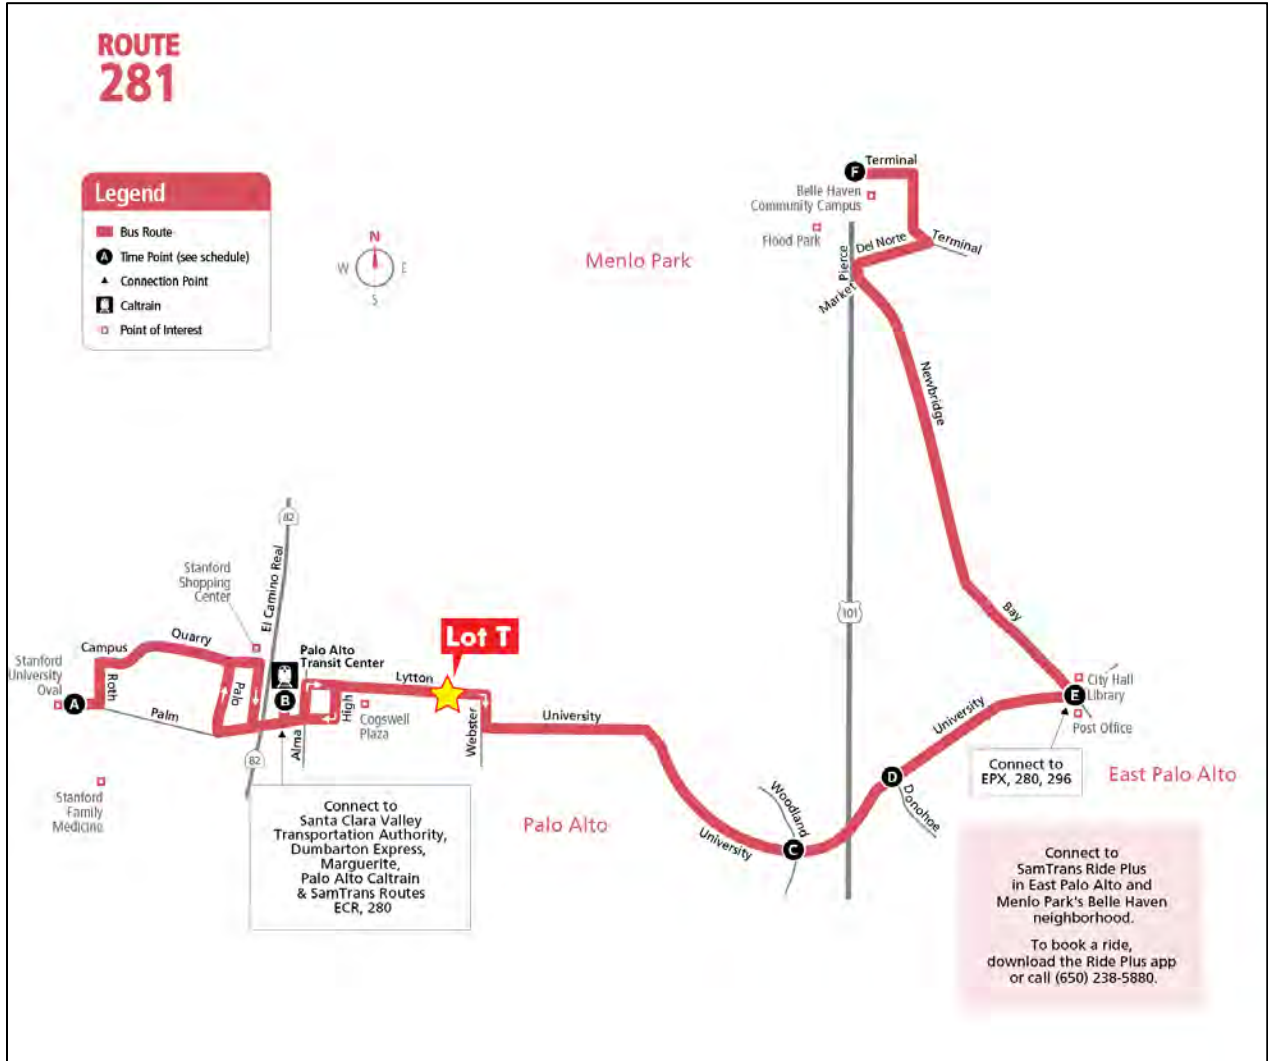 ROUTE
281
Legend
Bus Route
A Time Point (see schedule)
Connection Point
Caltrain
Point of Interest
N
W E
S
Menlo Park
F
Terminal
Belle Haven
Community Campus
Flood Park
Pierce
Del Norte
Terminal
Market
Newbridge
101
Bay
82
El Camino Real
Stanford
Shopping
Center
Quarry
Campus
Stanford
University
Oval
A
Roth
Palm
Palo
Palo Alto
Transit Center
B
Alma
High
Lytton
Lot T
Cogswell
Plaza
Webster
University
82
Stanford
Family
Medicine
Connect to
Santa Clara Valley
Transportation Authority,
Dumbarton Express,
Marguerite,
Palo Alto Caltrain
& SamTrans Routes
ECR, 280
Palo Alto
University
Woodland
C
D
Donohoe
University
E
City Hall
Library
Post Office
Connect to
EPX, 280, 296
East Palo Alto
Connect to
SamTrans Ride Plus
in East Palo Alto and
Menlo Park's Belle Haven
neighborhood.
To book a ride,
download the Ride Plus app
or call (650) 238-5880.